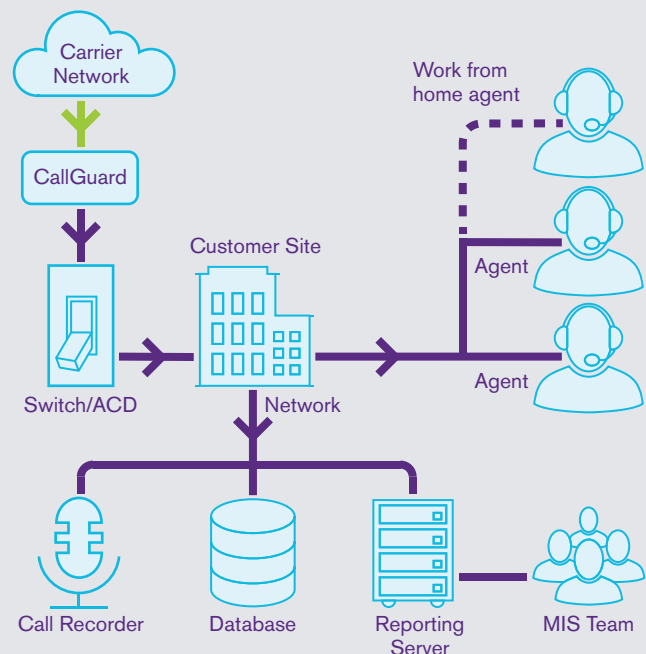 Carrier
Network
Work from
home agent
CallGuard
Customer Site
Agent
Agent
Switch/ACD
Network
Call Recorder
Database
Reporting
Server
MIS Team